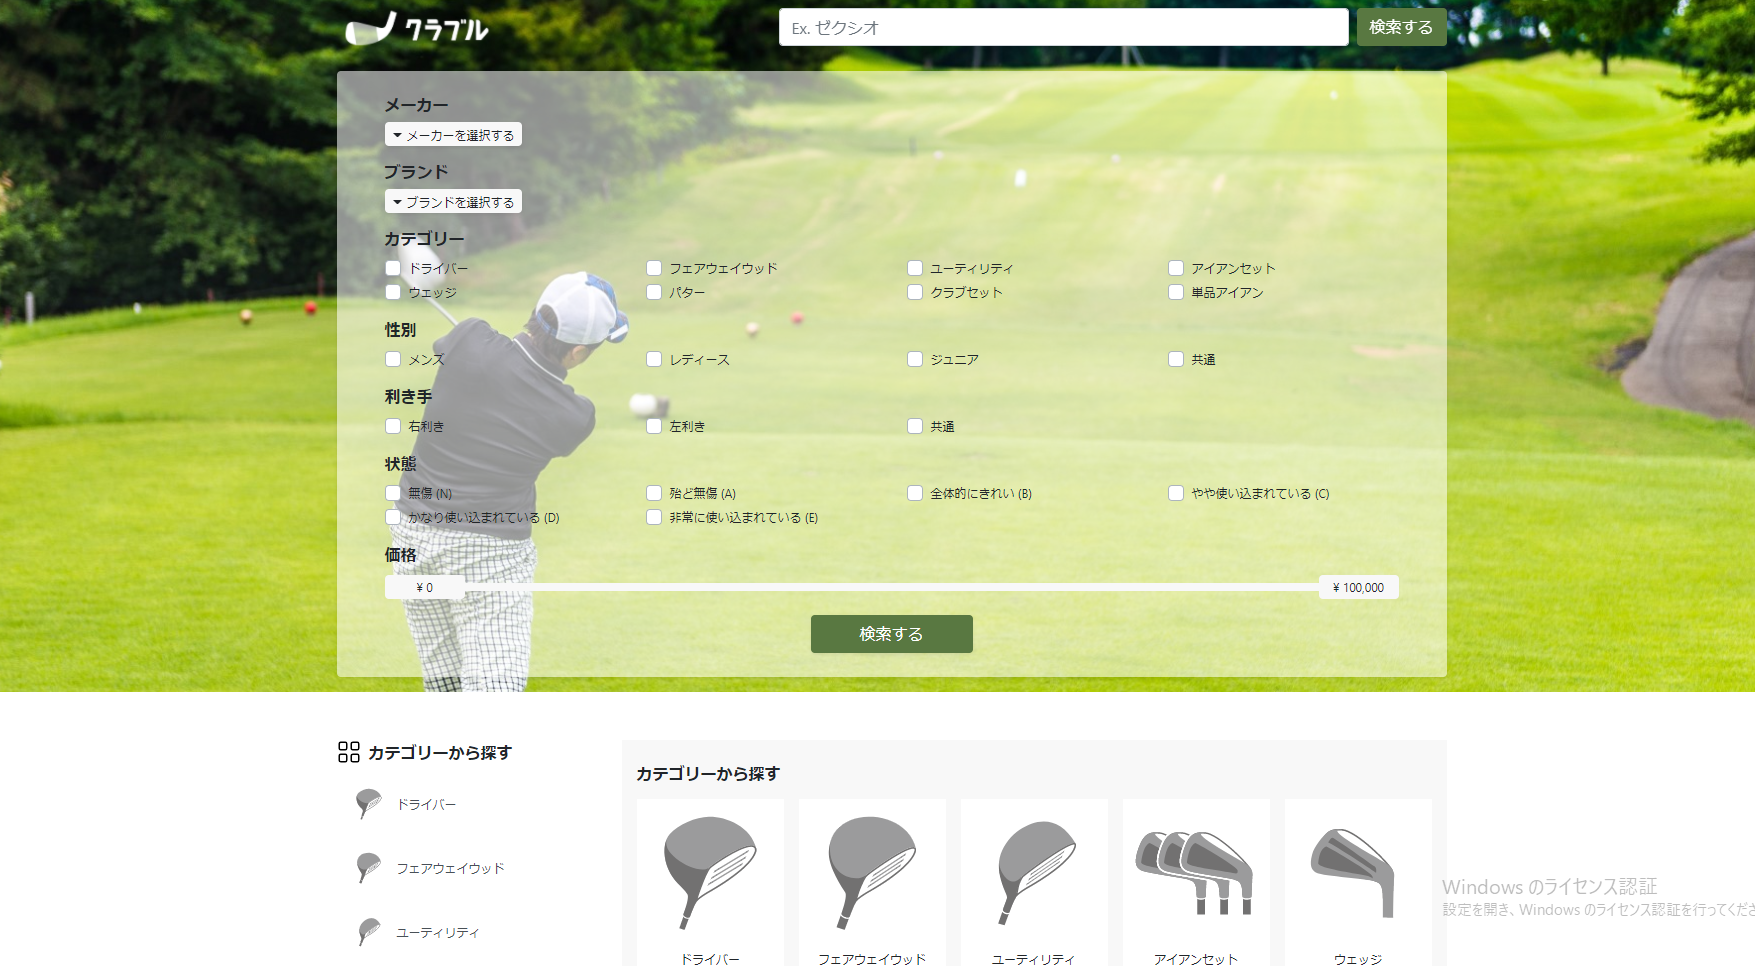 クラブル
Ex. ゼクシオ
検索する
メーカー
メーカーを選択する
ブランド
ブランドを選択する
カテゴリー
ドライバー フェアウェイウッド ユーティリティ アイアンセット
ウェッジ パター クラブセット 単品アイアン
性別
メンズ レディース ジュニア 共通
利き手
右利き 左利き 共通
状態
無傷 (N) 殆ど無傷 (A) 全体的にきれい (B) やや使い込まれている (C)
かなり使い込まれている (D) 非常に使い込まれている (E)
価格
¥ 0 ¥ 100,000
検索する
カテゴリーから探す
ドライバー
フェアウェイウッド
ユーティリティ
カテゴリーから探す
ドライバー フェアウェイウッド ユーティリティ アイアンセット ウェッジ
Windows のライセンス認証
設定を開き、Windows のライセンス認証を行ってくださ